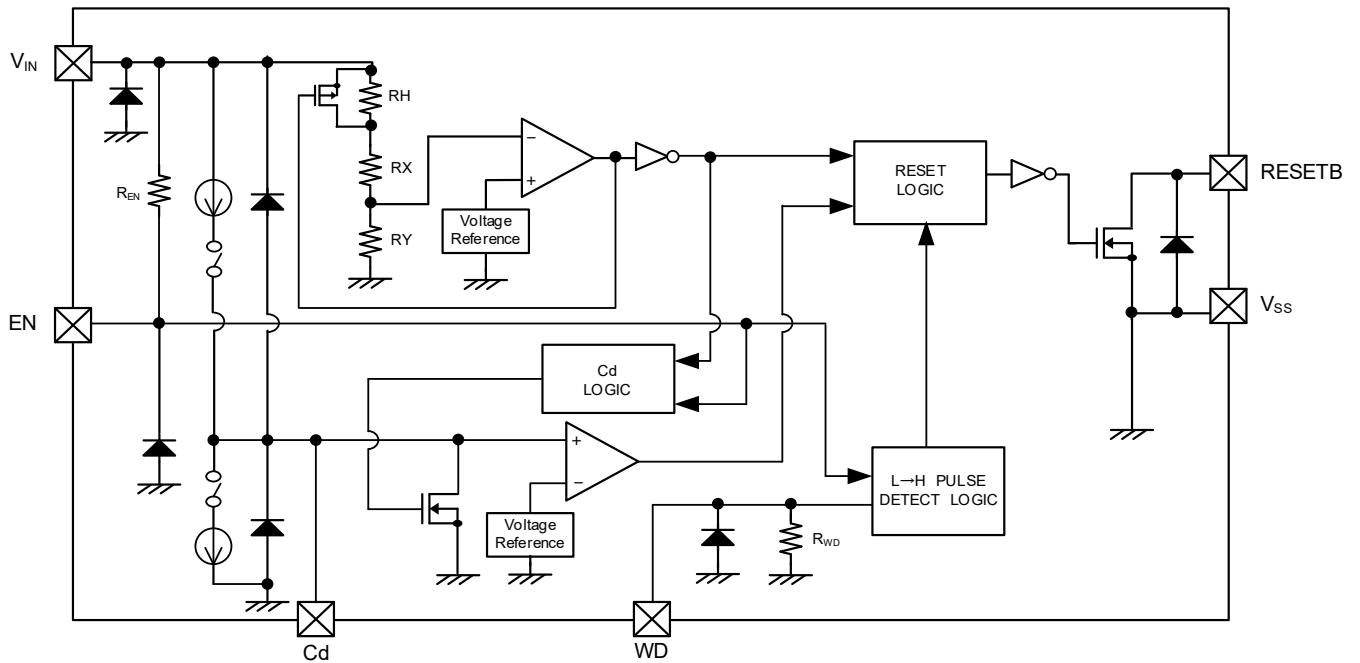 VIN
RH
RX
REN
RY
−
+
Voltage
Reference
RESET
LOGIC
RESETB
EN
VSS
Cd
LOGIC
+
−
Voltage
Reference
L→H PULSE
DETECT LOGIC
RWD
Cd
WD